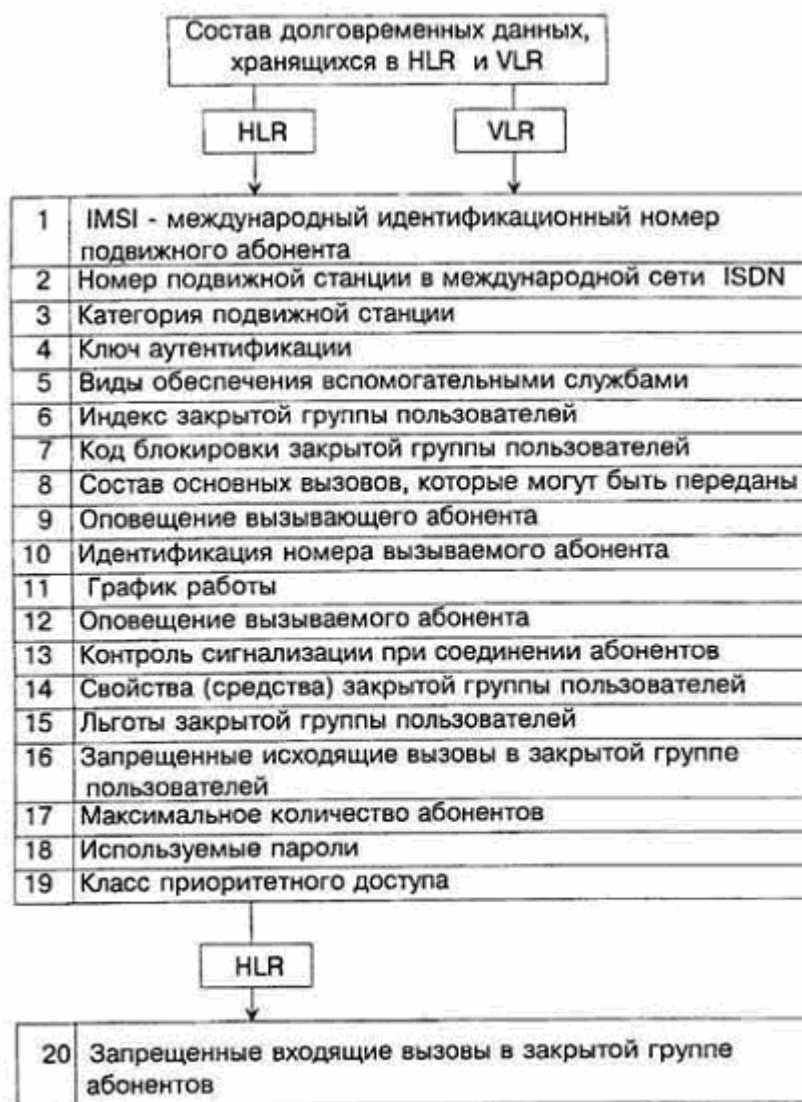 Состав долговременных данных,
хранящихся в HLR и VLR
HLR
VLR
1 IMSI - международный идентификационный номер
подвижного абонента
2 Номер подвижной станции в международной сети ISDN
3 Категория подвижной станции
4 Ключ аутентификации
5 Виды обеспечения вспомогательными службами
6 Индекс закрытой группы пользователей
7 Код блокировки закрытой группы пользователей
8 Состав основных вызовов, которые могут быть переданы
9 Оповещение вызывающего абонента
10 Идентификация номера вызываемого абонента
11 График работы
12 Оповещение вызываемого абонента
13 Контроль сигнализации при соединении абонентов
14 Свойства (средства) закрытой группы пользователей
15 Льготы закрытой группы пользователей
16 Запрещенные исходящие вызовы в закрытой группе
пользователей
17 Максимальное количество абонентов
18 Используемые пароли
19 Класс приоритетного доступа
HLR
20 Запрещенные входящие вызовы в закрытой группе
абонентов